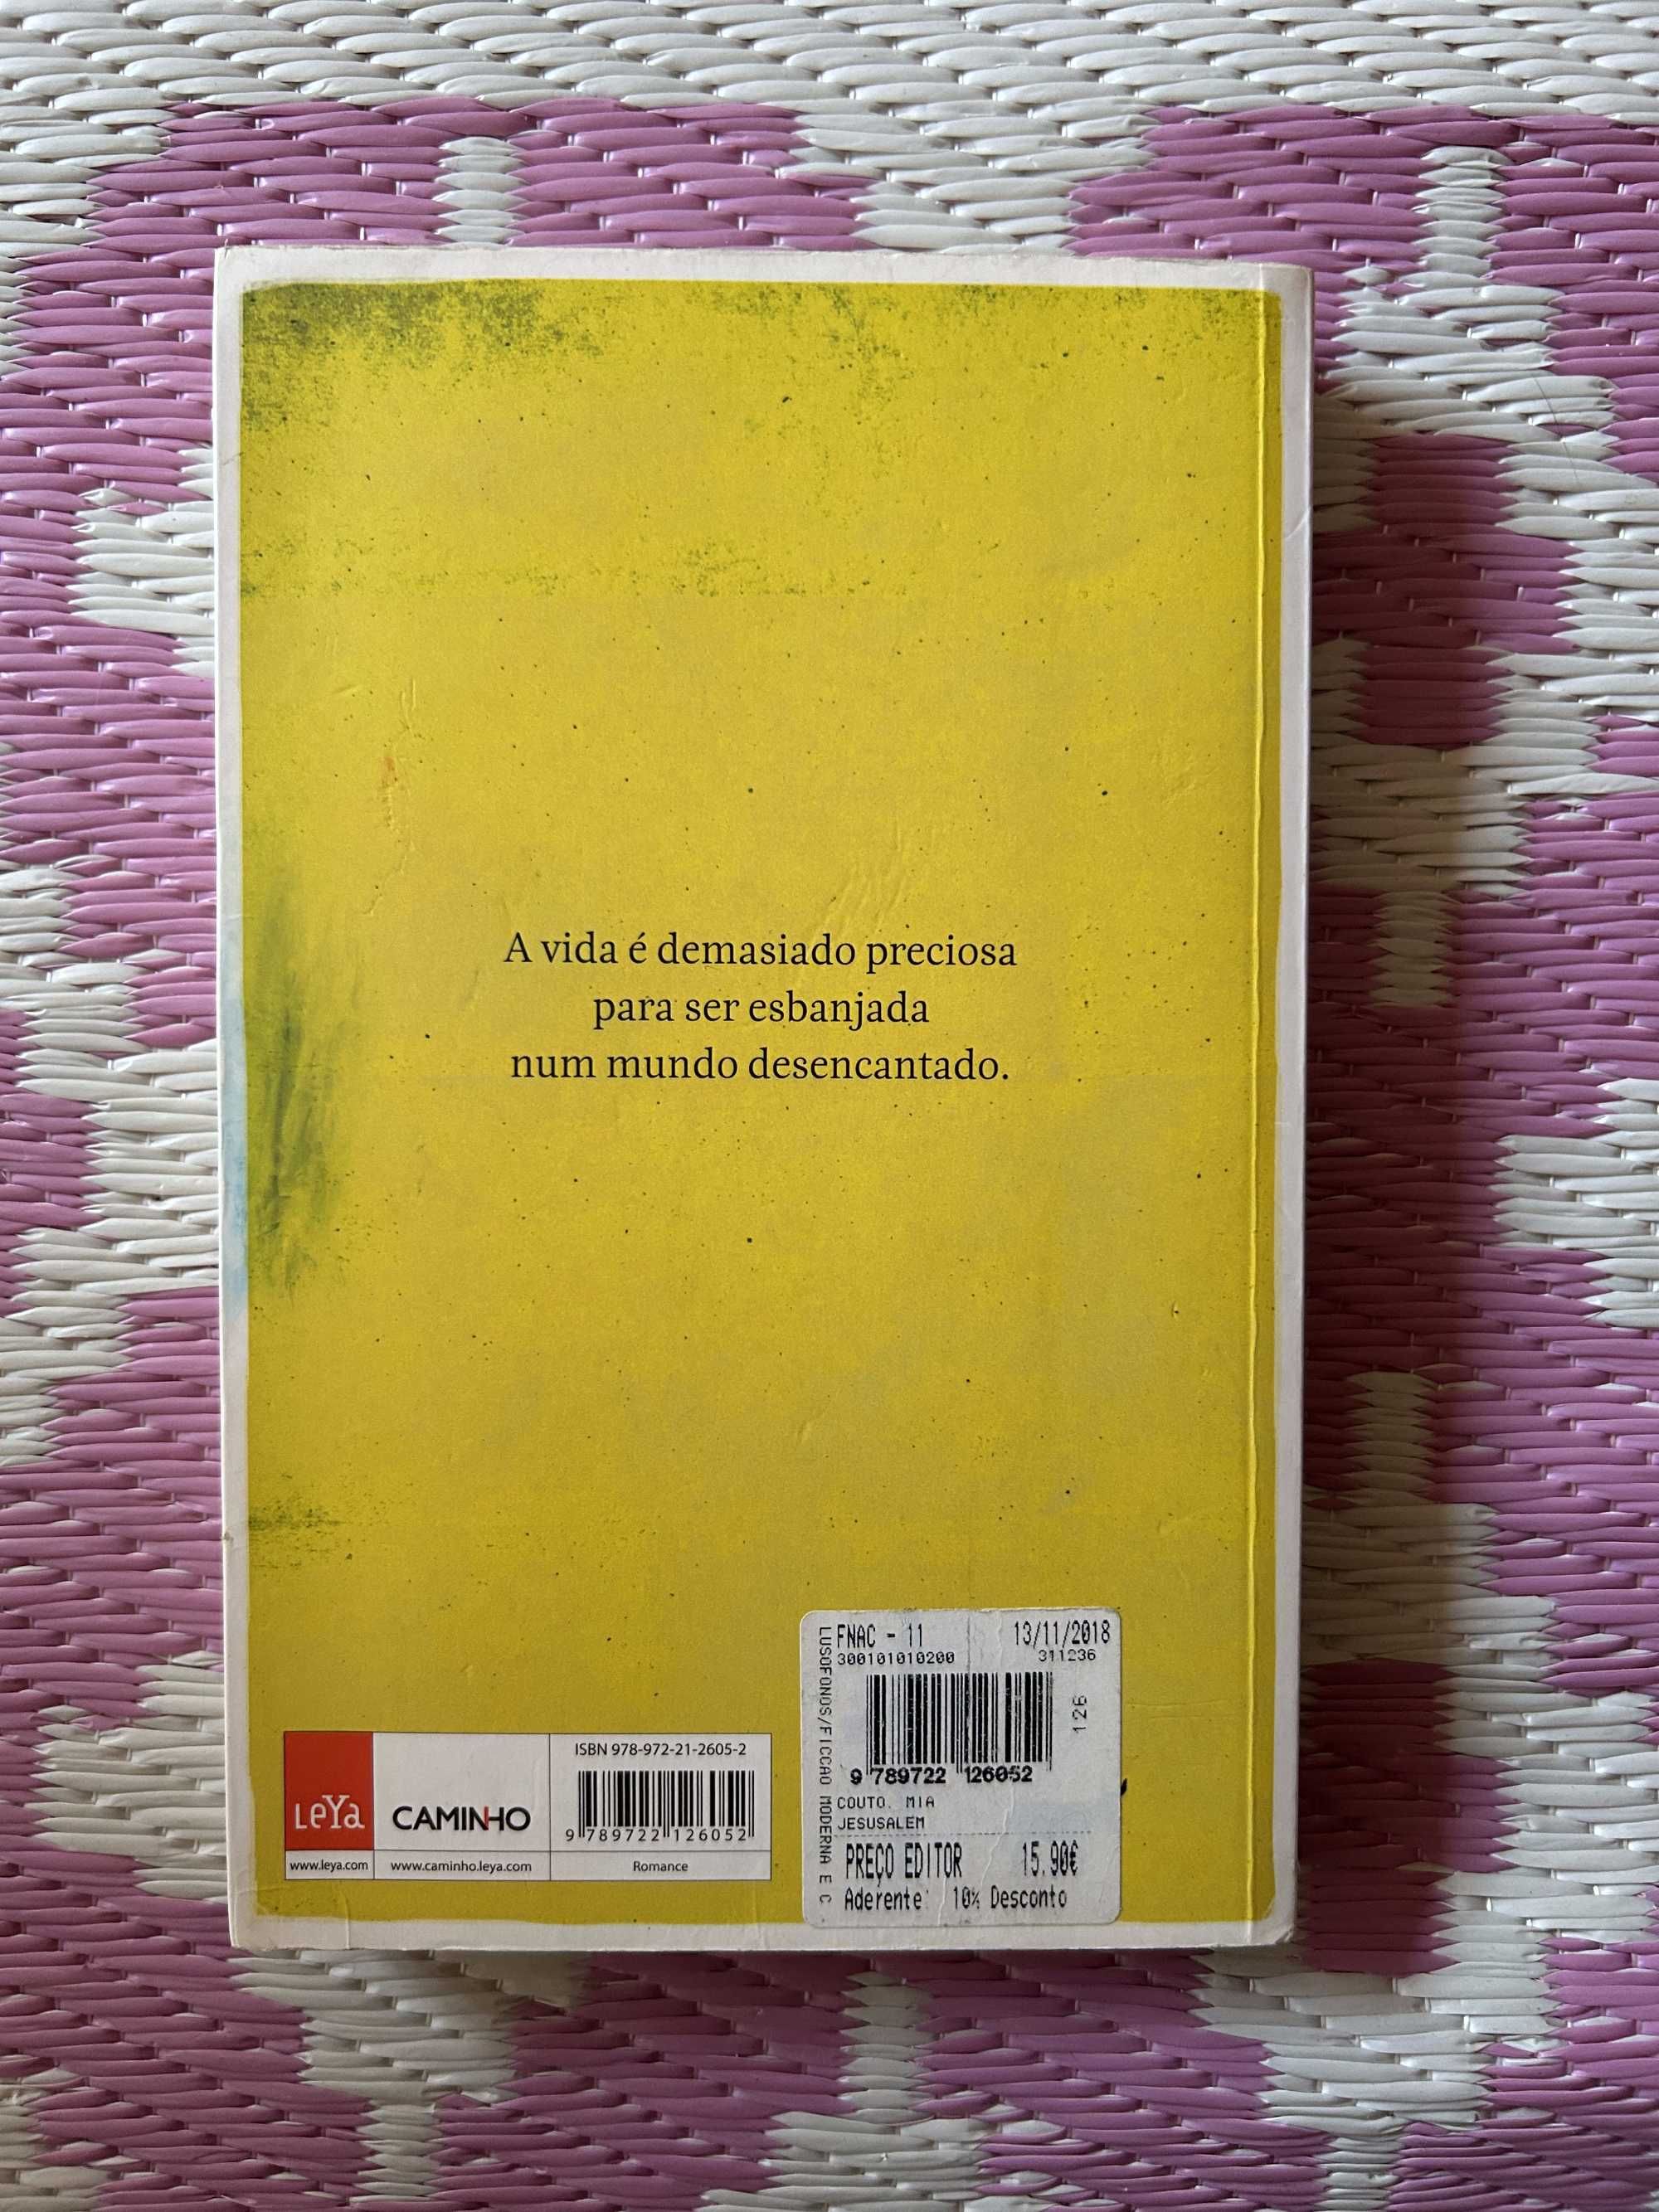 A vida é demasiado preciosa
para ser esbanjada
num mundo desencantado.
LeYa
CAMINHO
www.leya.com
www.caminho.leya.com
ISBN 978-972-21-2605-2
9 789722 126052
Romance
LUSOFONOS/FICCAO MODERNA E C
FNAC - 11 13/11/2018
300101010200 311236
126
9 789722 126052
COUTO, MIA
JESUSALEM
PREÇO EDITOR 15.90€
Aderente: 10% Desconto